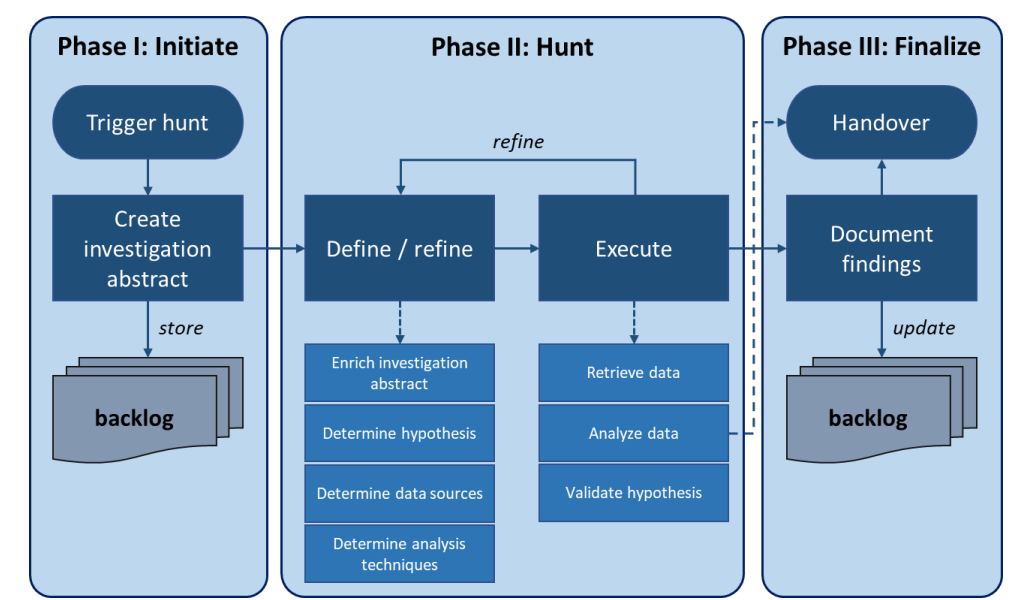 Phase I: Initiate
Trigger hunt
Create
investigation
abstract
store
backlog
Phase II: Hunt
refine
Define / refine
Execute
Enrich investigation
abstract
Determine hypothesis
Determine data sources
Determine analysis
techniques
Retrieve data
Analyze data
Validate hypothesis
Phase III: Finalize
Handover
Document
findings
update
backlog